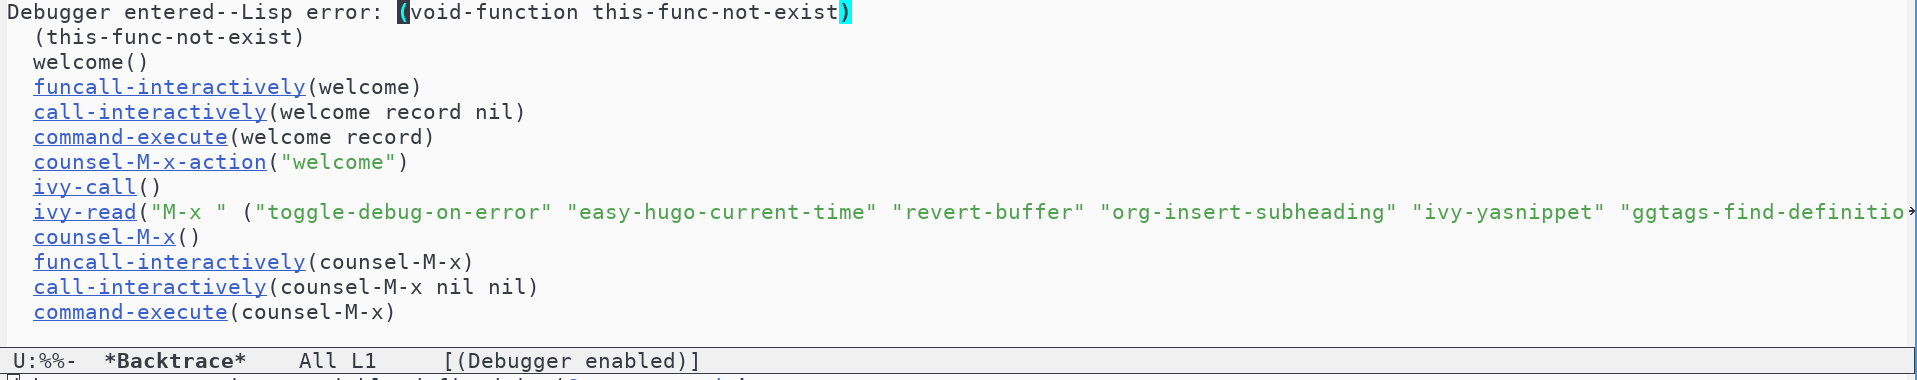 Debugger entered--Lisp error: (void-function this-func-not-exist)
  (this-func-not-exist)
  welcome()
  funcall-interactively(welcome)
  call-interactively(welcome record nil)
  command-execute(welcome record)
  counsel-M-x-action("welcome")
  ivy-call()
  ivy-read("M-x " ("toggle-debug-on-error" "easy-hugo-current-time" "revert-buffer" "org-insert-subheading" "ivy-yasnippet" "ggtags-find-definitio
  counsel-M-x()
  funcall-interactively(counsel-M-x)
  call-interactively(counsel-M-x nil nil)
  command-execute(counsel-M-x)
U:%%-  *Backtrace*    All L1     [(Debugger enabled)]